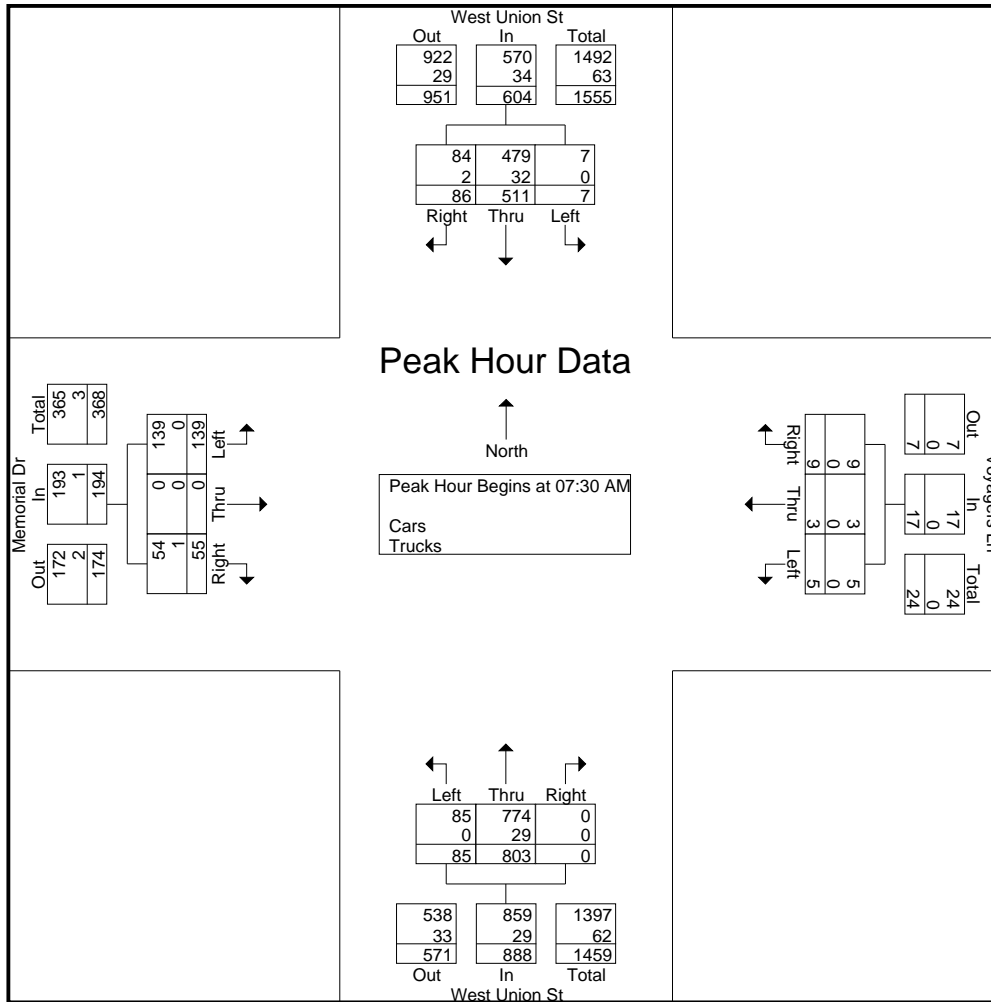 West Union St
Out In Total
922 570 1492
29 34 63
951 604 1555
84 479 7
2 32 0
86 511 7
Right Thru Left
Peak Hour Data
North
Peak Hour Begins at 07:30 AM
Cars
Trucks
Memorial Dr
Out In Total
172 193 365
2 1 3
174 194 368
54 0 139
1 0 0
55 0 139
Right Thru Left
Out In Total
7 17 24
0 0 0
7 17 24
9 3 5
0 0 0
9 3 5
Right Thru Left
Left Thru Right
85 774 0
0 29 0
85 803 0
538 859 1397
33 29 62
571 888 1459
Out In Total
West Union St